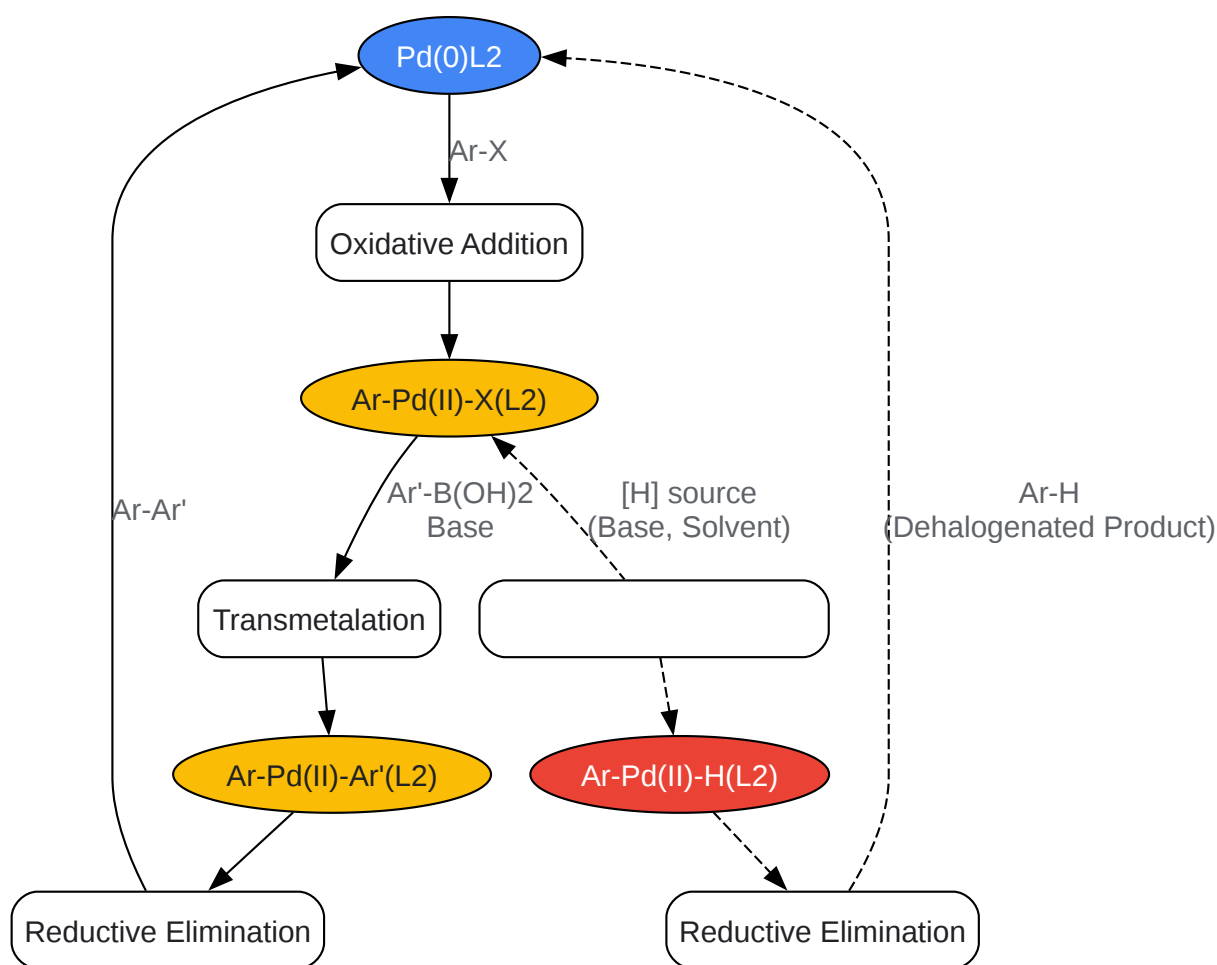 Pd(0)L2
Ar-X
Oxidative Addition
Ar-Pd(II)-X(L2)
Ar-Ar'
Ar'-B(OH)2
Base
[H] source
(Base, Solvent)
Ar-H
(Dehalogenated Product)
Transmetalation
Ar-Pd(II)-Ar'(L2)
Ar-Pd(II)-H(L2)
Reductive Elimination
Reductive Elimination